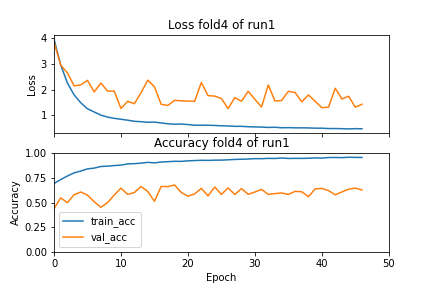 Loss fold4 of run1
4
3
2
1
Loss
Accuracy fold4 of run1
1.00
0.75
0.50
0.25
0.00
Accuracy
train_acc
val_acc
0 10 20 30 40 50
Epoch